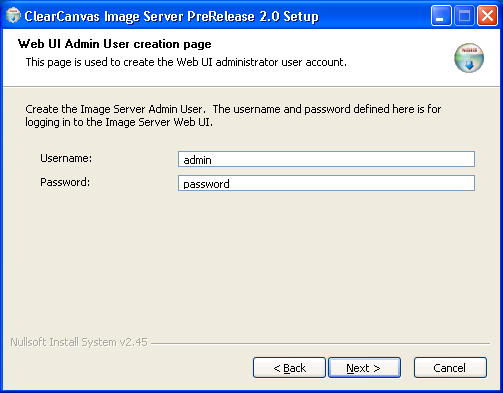 ClearCanvas Image Server PreRelease 2.0 Setup
Web UI Admin User creation page
This page is used to create the Web UI administrator user account.
Create the Image Server Admin User.  The username and password defined here is for
logging in to the Image Server Web UI.
Username:
admin
Password:
password
Nullsoft Install System v2.45
< Back
Next >
Cancel